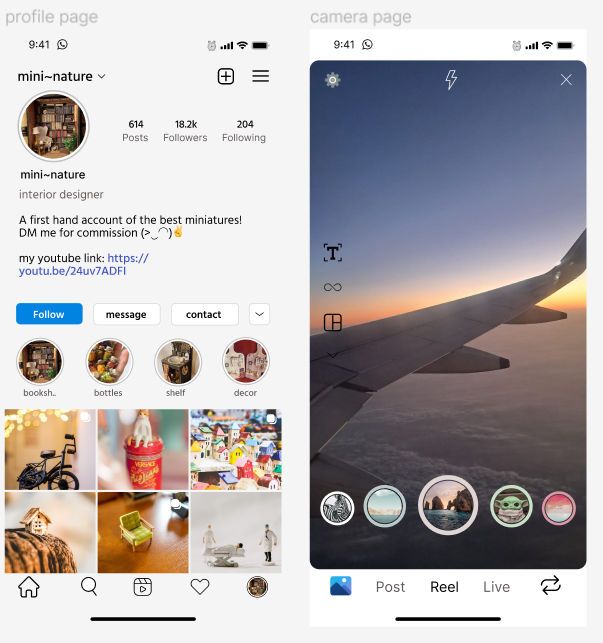 profile page
9:41
mini~nature
614
Posts
18.2k
Followers
204
Following
mini~nature
interior designer
A first hand account of the best miniatures!
DM me for commission (>‿◠)✌
my youtube link: https://
youtu.be/24uv7ADFI
Follow
message
contact
booksh..
bottles
shelf
decor
VERSACE
camera page
9:41
T
Post
Reel
Live